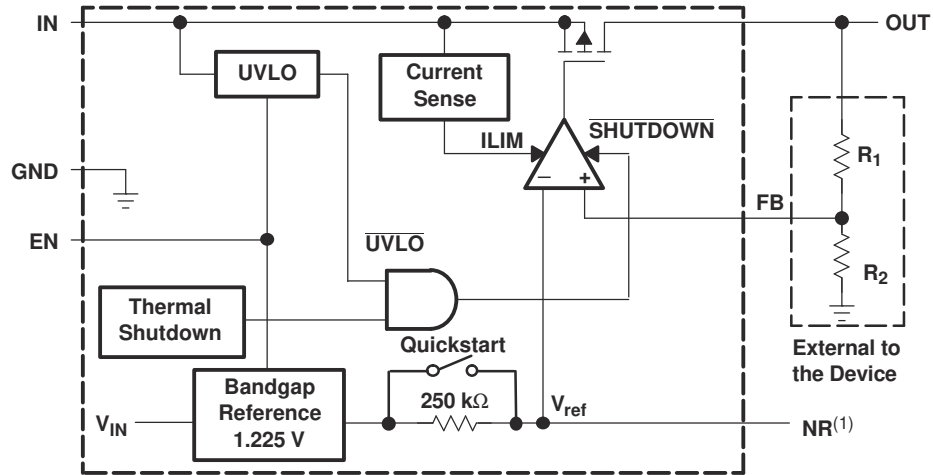 IN
OUT
UVLO
Current
Sense
SHUTDOWN
ILIM
− +
R1
GND
FB
EN
UVLO
R2
Thermal
Shutdown
Quickstart
External to
the Device
Bandgap
Reference
1.225 V
250 kΩ
Vref
VIN
NR(1)